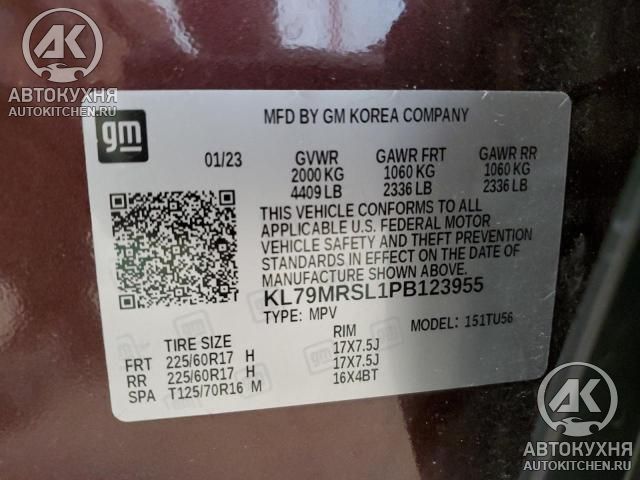 АК
АВТОКУХНЯ
AUTOKITCHEN.RU
АК
gm
MFD BY GM KOREA COMPANY
01/23 GVWR GAWR FRT GAWR RR
2000 KG 1060 KG 1060 KG
4409 LB 2336 LB 2336 LB
THIS VEHICLE CONFORMS TO ALL
APPLICABLE U.S. FEDERAL MOTOR
VEHICLE SAFETY AND THEFT PREVENTION
STANDARDS IN EFFECT ON THE DATE OF
MANUFACTURE SHOWN ABOVE.
KL79MRSL1PB123955
TYPE: MPV MODEL: 151TU56
TIRE SIZE RIM
FRT 225/60R17 H 17X7.5J
RR 225/60R17 H 17X7.5J
SPA T125/70R16 M 16X4BT
АК
АВТОКУХНЯ
AUTOKITCHEN.RU